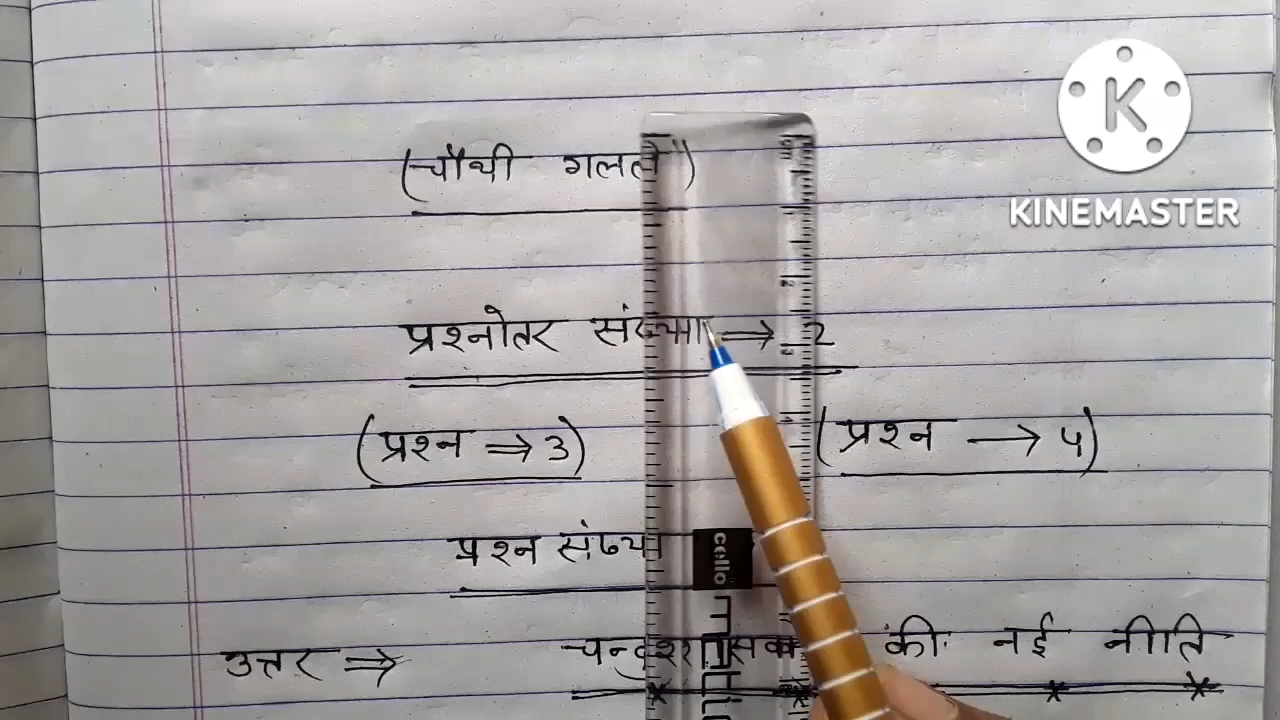 (चौथी गलती)
प्रश्नोतर संख्या ⇒ 2
(प्रश्न ⇒ 3) (प्रश्न → 4)
प्रश्न संख्या
उत्तर ⇒ की नई नीति
cello
KINEMASTER